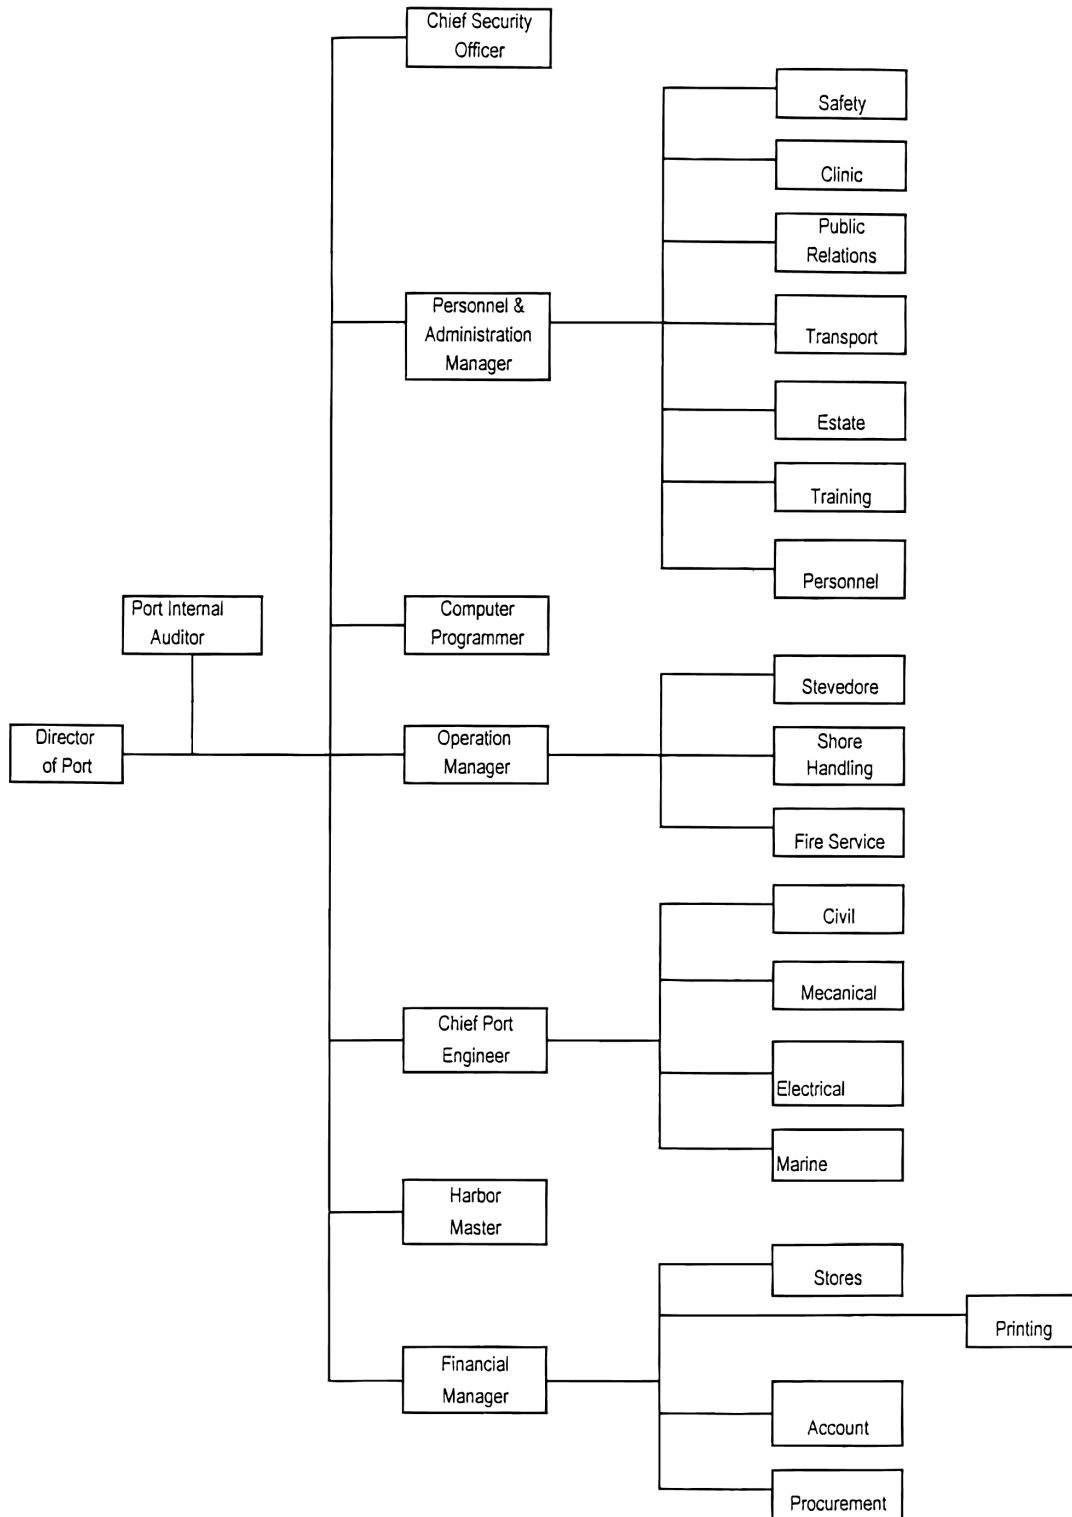 Chief Security
Officer
Safety
Clinic
Public
Relations
Personnel &
Administration
Manager
Transport
Estate
Training
Personnel
Port Internal
Auditor
Computer
Programmer
Stevedore
Director
of Port
Operation
Manager
Shore
Handling
Fire Service
Civil
Mecanical
Chief Port
Engineer
Electrical
Marine
Harbor
Master
Stores
Printing
Financial
Manager
Account
Procurement